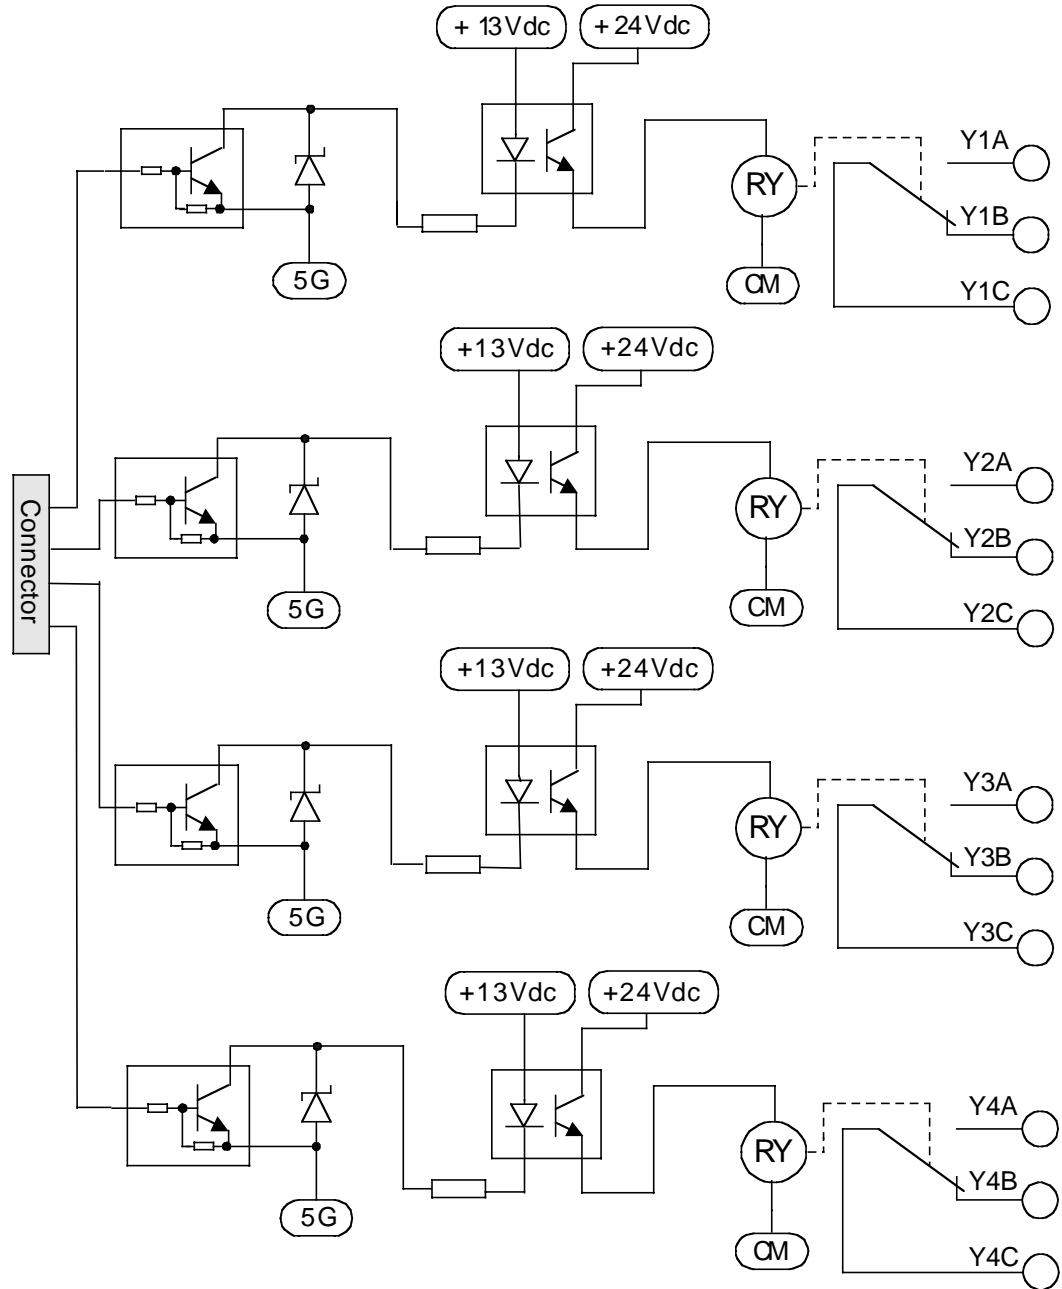 + 13Vdc
+24Vdc
RY
Y1A
Y1B
Y1C
5G
CM
+13Vdc
+24Vdc
RY
Y2A
Y2B
Y2C
5G
CM
Connector
+13Vdc
+24Vdc
RY
Y3A
Y3B
Y3C
5G
CM
+13Vdc
+24Vdc
RY
Y4A
Y4B
Y4C
5G
CM